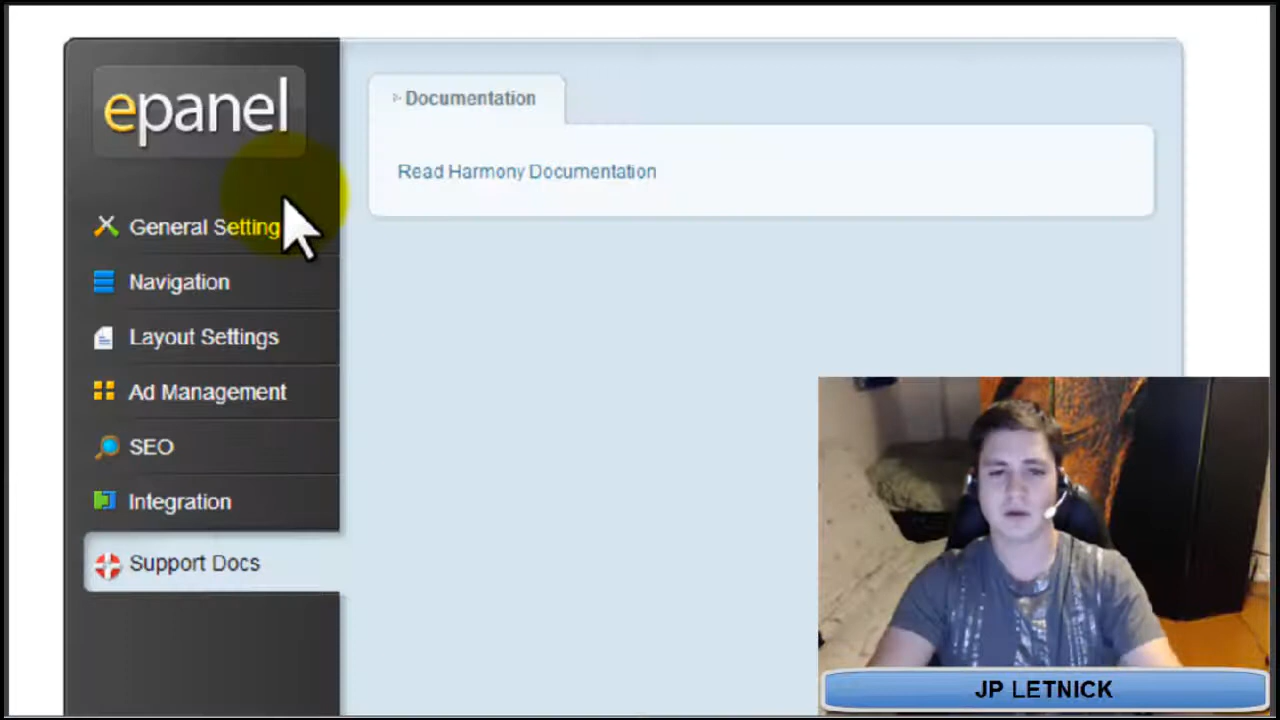 epanel
General Setting
Navigation
Layout Settings
Ad Management
SEO
Integration
Support Docs
Documentation
Read Harmony Documentation
JP LETNICK